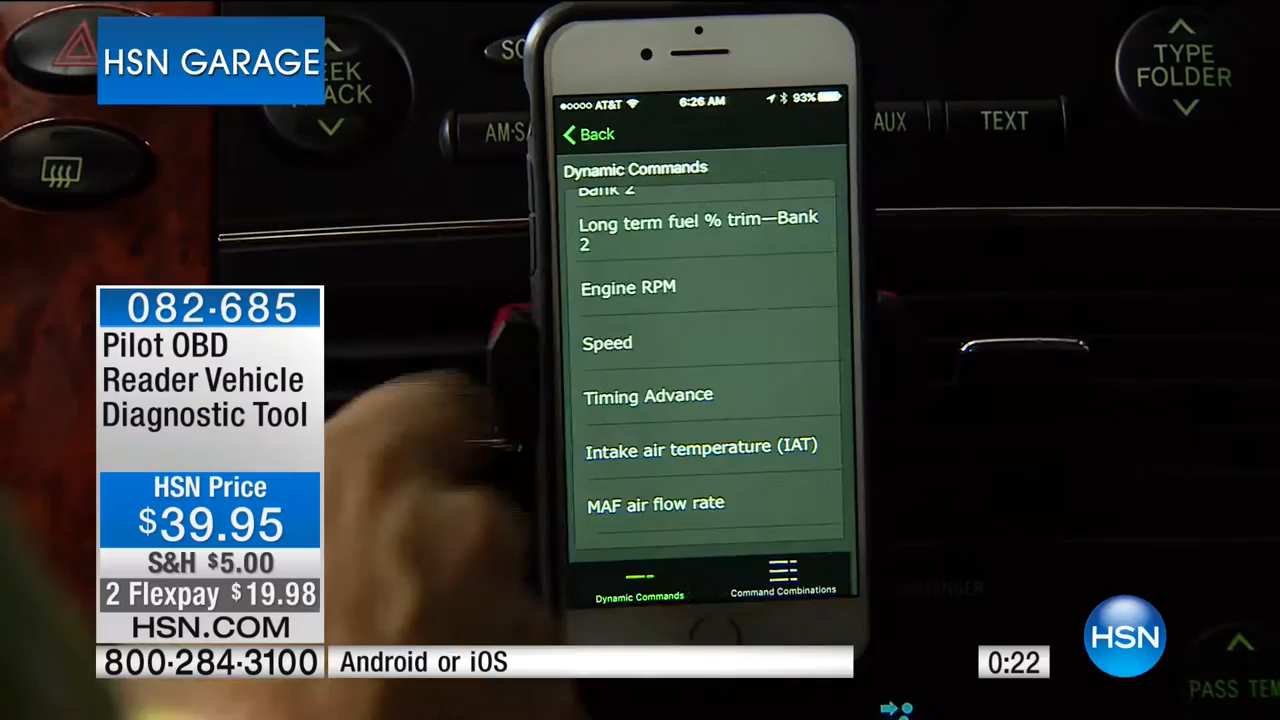 HSN GARAGE
SC
TYPE
FOLDER
AM-SA
AUX
TEXT
AT&T
6:26 AM
93%
Back
Dynamic Commands
Bank 2
Long term fuel % trim—Bank
2
Engine RPM
Speed
Timing Advance
Intake air temperature (IAT)
MAF air flow rate
Dynamic Commands
Command Combinations
082-685
Pilot OBD
Reader Vehicle
Diagnostic Tool
HSN Price
$39.95
S&H $5.00
2 Flexpay $19.98
HSN.COM
800-284-3100
Android or iOS
0:22
HSN
PASS TEM